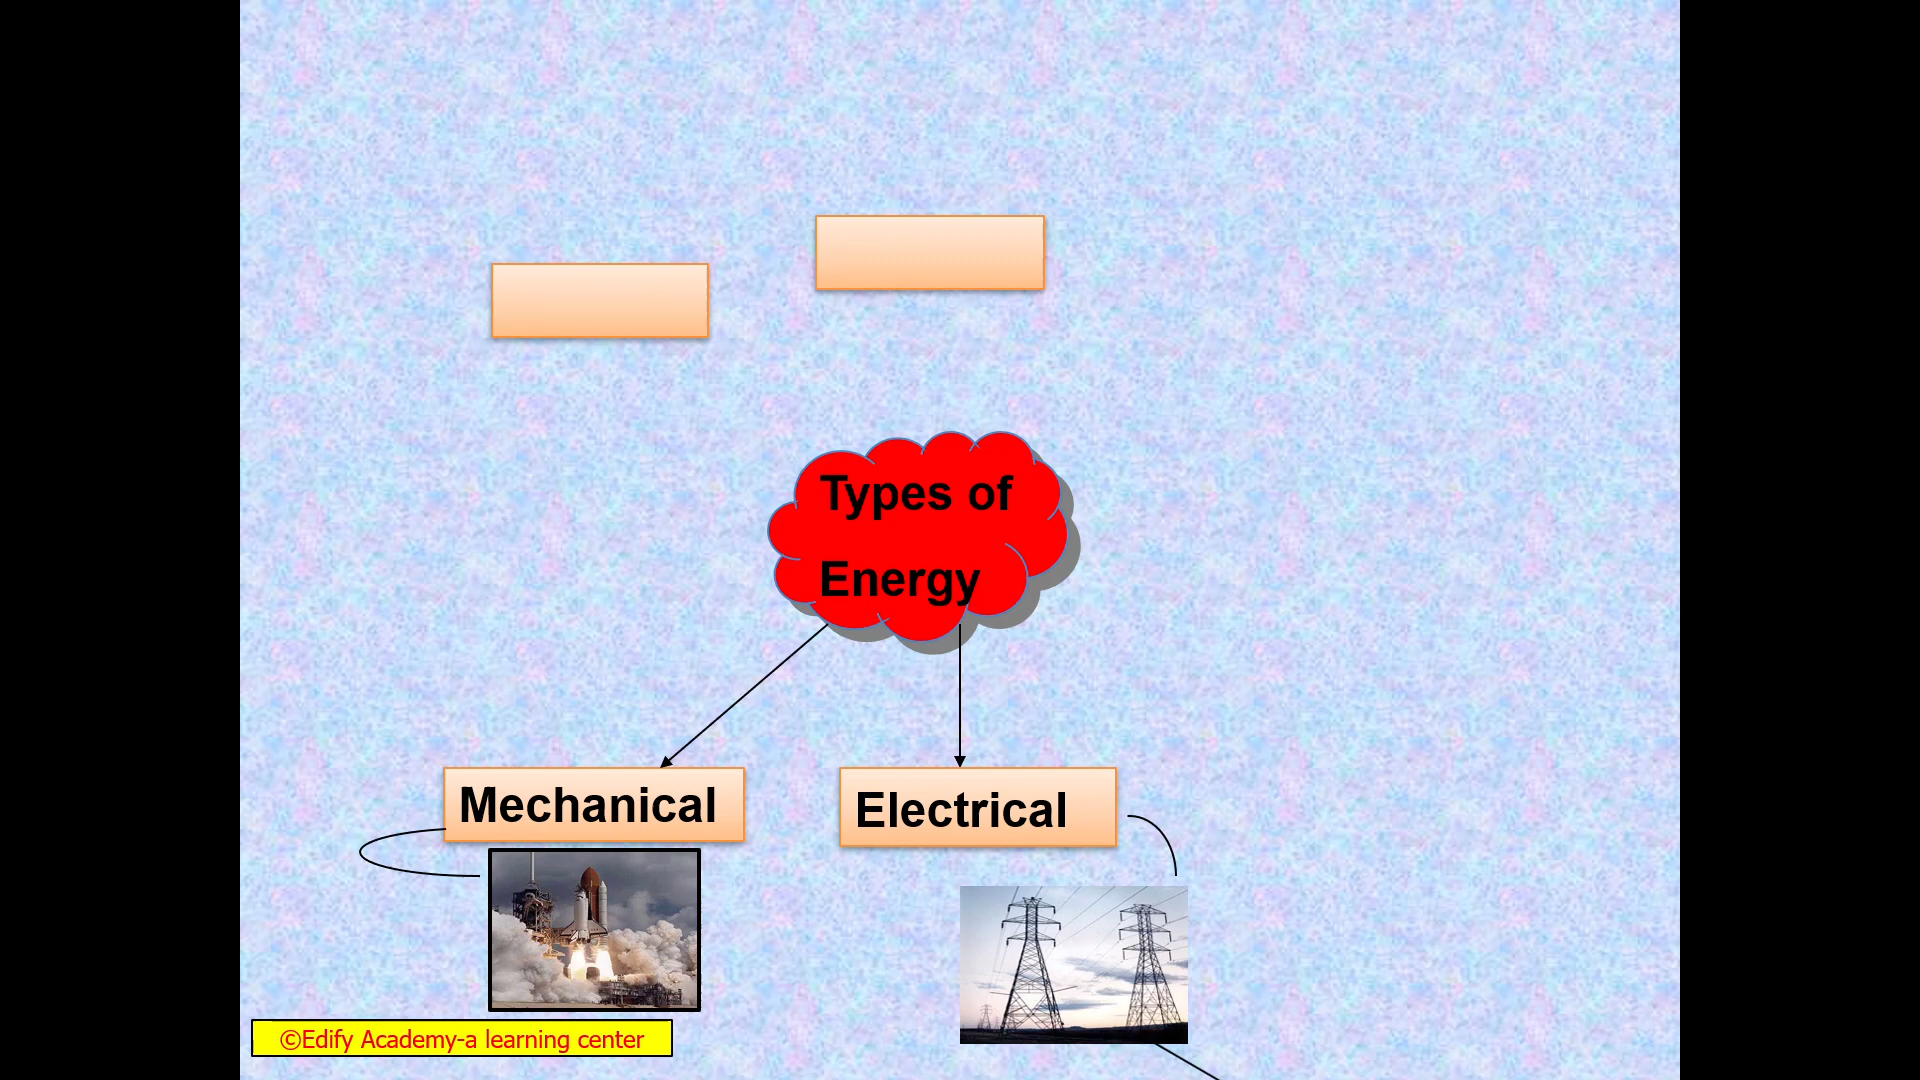 Types of
Energy
Mechanical
Electrical
©Edify Academy-a learning center